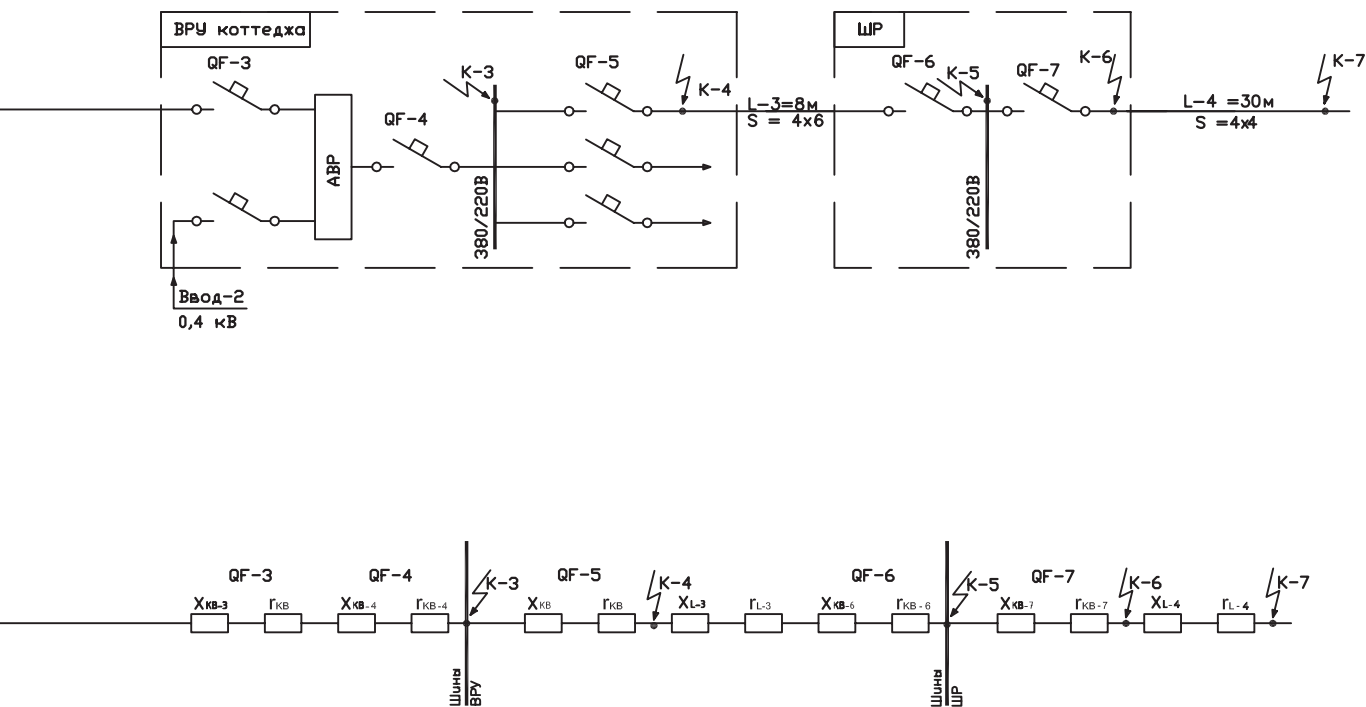 ВРУ коттеджа
ШР
QF-3
QF-5
QF-6
K-5
QF-7
K-6
K-7
K-3
K-4
L-3=8м
S = 4x6
L-4 =30м
S =4x4
QF-4
АВР
380/220В
380/220В
Ввод-2
0,4 кВ
QF-3
QF-4
K-3
QF-5
K-4
QF-6
K-5
QF-7
K-6
K-7
XКВ-3
rКВ
XКВ-4
rКВ-4
XКВ
rКВ
XL-3
rL-3
XКВ-6
rКВ-6
XКВ-7
rКВ-7
XL-4
rL-4
Шины
ВРУ
Шины
ШР